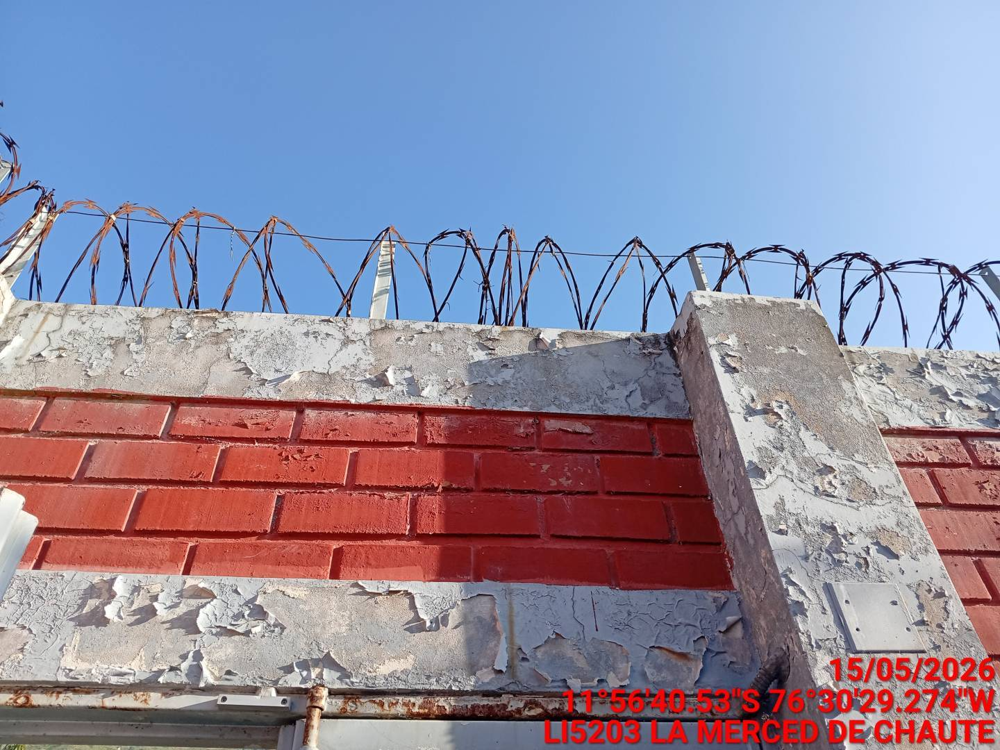 15/05/2026
11°56'40.53"S 76°30'29.274"W
LI5203 LA MERCED DE CHAUTE